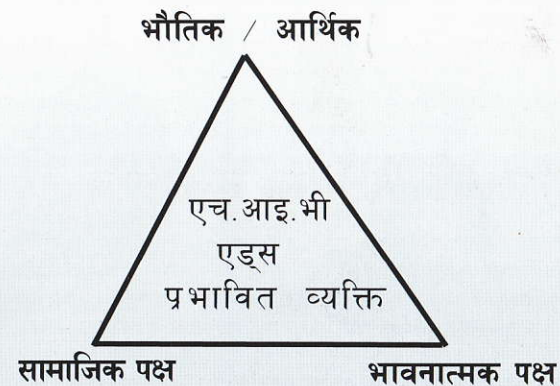 भौतिक / आर्थिक
एच.आइ.भी
एड्स
प्रभावित व्यक्ति
सामाजिक पक्ष भावनात्मक पक्ष